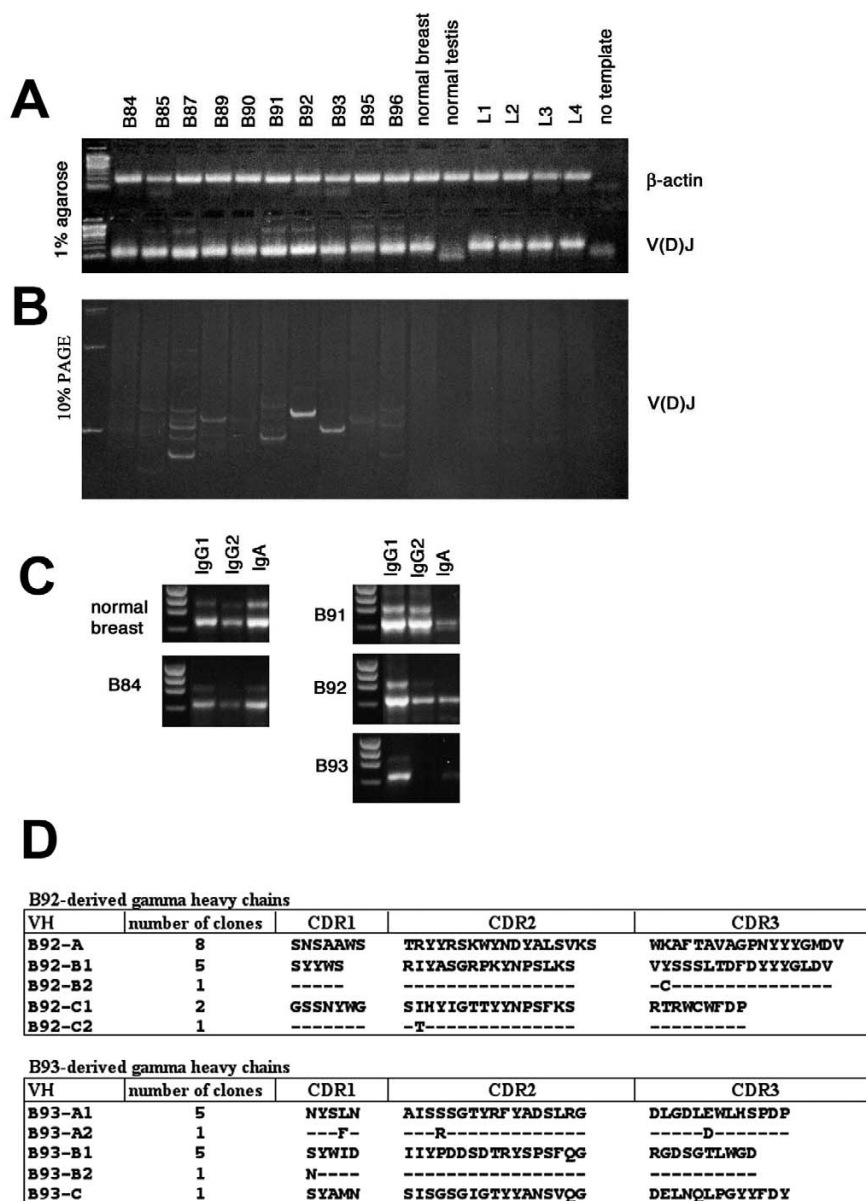 A
B84 B85 B87 B89 B90 B91 B92 B93 B95 B96 normal breast normal testis L1 L2 L3 L4 no template
1% agarose
β-actin
V(D)J
B
10% PAGE
V(D)J
C
IgG1 IgG2 IgA
normal
breast
B84
IgG1 IgG2 IgA
B91
B92
B93
D
B92-derived gamma heavy chains
VH number of clones CDR1 CDR2 CDR3
B92-A 8 SNSAAWS TRYYRSKWYNDYALSVKS WKAFTAVAGPNYYYGMDV
B92-B1 5 SYYWS RIYASGRPKYNPSLKS VYSSSLTDFDYYYGLDV
B92-B2 1 ----- ---------------- -C---------------
B92-C1 2 GSSNYWG SIHYIGTTYYNPSFKS RTRWCWFDP
B92-C2 1 ------- -T-------------- ---------
B93-derived gamma heavy chains
VH number of clones CDR1 CDR2 CDR3
B93-A1 5 NYSLN AISSSGTYRFYADSLRG DLGDLEWLHSPDP
B93-A2 1 ---F- ---R------------- -----D-------
B93-B1 5 SYWID IIYPDDSDTRYSPSFQG RGDSGTLWGD
B93-B2 1 N---- ----------------- ----------
B93-C 1 SYAMN SISGSGIGTYYANSVQG DELNQLPGYYFDY